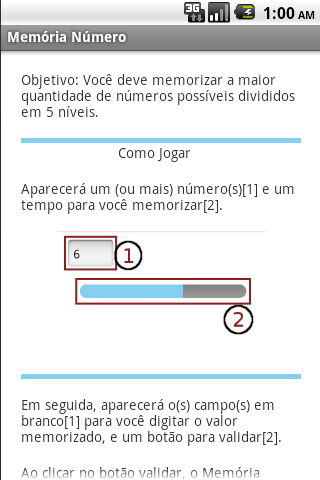 3G
1:00 AM
Memória Número
Objetivo: Você deve memorizar a maior
quantidade de números possíveis divididos
em 5 níveis.
Como Jogar
Aparecerá um (ou mais) número(s)[1] e um
tempo para você memorizar[2].
6
1
2
Em seguida, aparecerá o(s) campo(s) em
branco[1] para você digitar o valor
memorizado, e um botão para validar[2].
Ao clicar no botão validar, o Memória